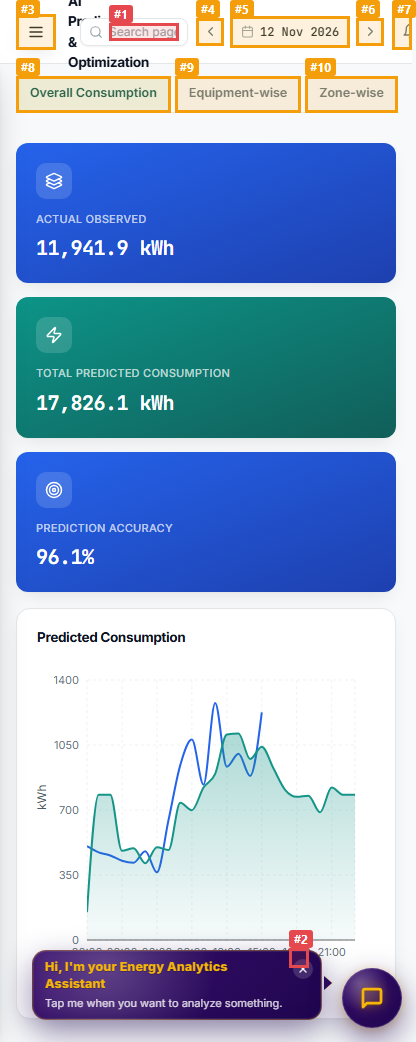 #3
#1
#4
#5
#6
#7
&
Search page
12 Nov 2026
Optimization
#8
#9
#10
Overall Consumption
Equipment-wise
Zone-wise
ACTUAL OBSERVED
11,941.9 kWh
TOTAL PREDICTED CONSUMPTION
17,826.1 kWh
PREDICTION ACCURACY
96.1%
Predicted Consumption
1400
1050
700
350
0
kWh
21:00
#2
Hi, I'm your Energy Analytics
Assistant
Tap me when you want to analyze something.